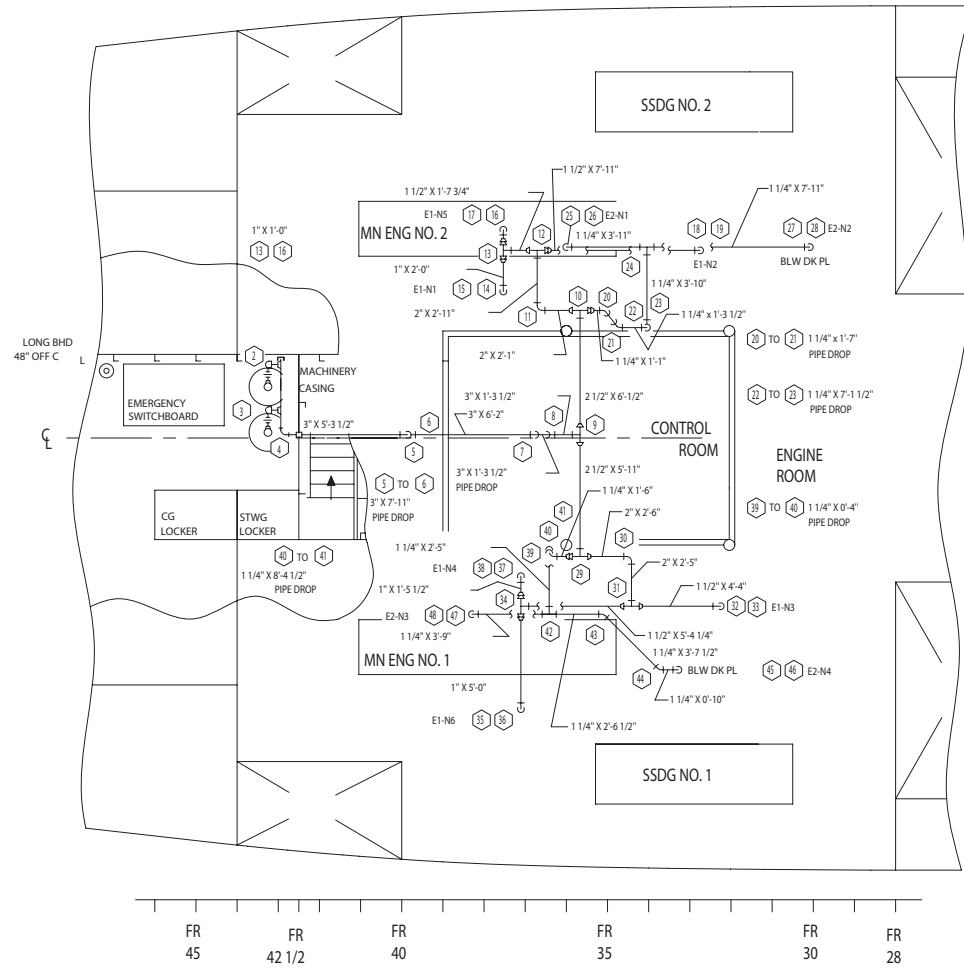 SSDG NO. 2
1 1/2" X 7'-11"
1 1/2" X 1'-7 3/4"
1 1/4" X 7'-11"
E1-N5 17 16
25 26 E2-N1
18 19
27 28 E2-N2
1" X 1'-0"
12
MN ENG NO. 2
1 1/4" X 3'-11"
13 16
13
E1-N2
BLW DK PL
24
1" X 2'-0"
1 1/4" X 3'-10"
E1-N1 15 14
2" X 2'-11"
10 20
23
11
22
1 1/4" x 1'-3 1/2"
21
20 TO 21 1 1/4" x 1'-7"
PIPE DROP
LONG BHD
48" OFF C
L
2
2" X 2'-1"
1 1/4" X 1'-1"
MACHINERY
CASING
22 TO 23 1 1/4" X 7'-1 1/2"
PIPE DROP
EMERGENCY
SWITCHBOARD
3
3" X 1'-3 1/2"
2 1/2" X 6'-1/2"
3" X 6'-2"
3" X 5'-3 1/2"
6
8
9
CONTROL
ROOM
CL
4
5
7
ENGINE
ROOM
3" X 1'-3 1/2"
PIPE DROP
2 1/2" X 5'-11"
5 TO 6
3" X 7'-11"
PIPE DROP
1 1/4" X 1'-6"
CG
LOCKER
STWG
LOCKER
41
2" X 2'-6"
39 TO 40 1 1/4" X 0'-4"
PIPE DROP
40
30
40 TO 41
1 1/4" X 8'-4 1/2"
PIPE DROP
1 1/4" X 2'-5"
39
29
2" X 2'-5"
E1-N4 38 37
31
1 1/2" X 4'-4"
1" X 1'-5 1/2"
34
32 33 E1-N3
E2-N3 48 47
1 1/4" X 3'-9"
42
43
1 1/2" X 5'-4 1/4"
1 1/4" X 3'-7 1/2"
MN ENG NO. 1
44
BLW DK PL
45 46 E2-N4
1" X 5'-0"
1 1/4" X 0'-10"
E1-N6 35 36
1 1/4" X 2'-6 1/2"
SSDG NO. 1
FR
45
FR
42 1/2
FR
40
FR
35
FR
30
FR
28